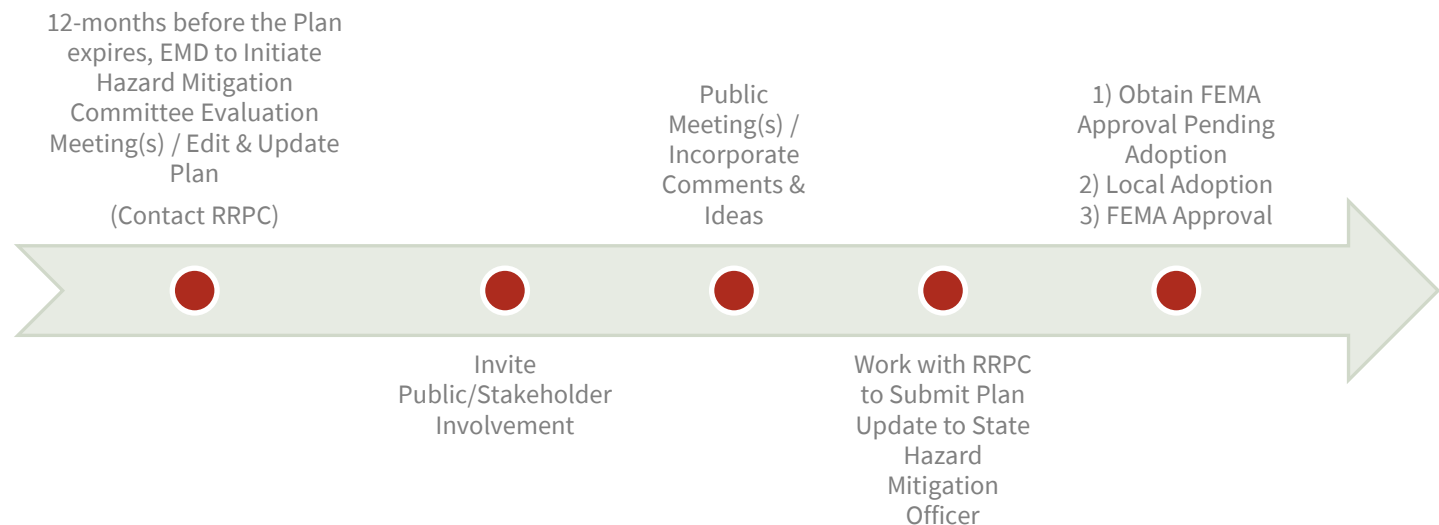 12-months before the Plan
expires, EMD to Initiate
Hazard Mitigation
Committee Evaluation
Meeting(s) / Edit & Update
Plan
(Contact RRPC)
Invite
Public/Stakeholder
Involvement
Public
Meeting(s) /
Incorporate
Comments &
Ideas
Work with RRPC
to Submit Plan
Update to State
Hazard
Mitigation
Officer
1) Obtain FEMA
Approval Pending
Adoption
2) Local Adoption
3) FEMA Approval